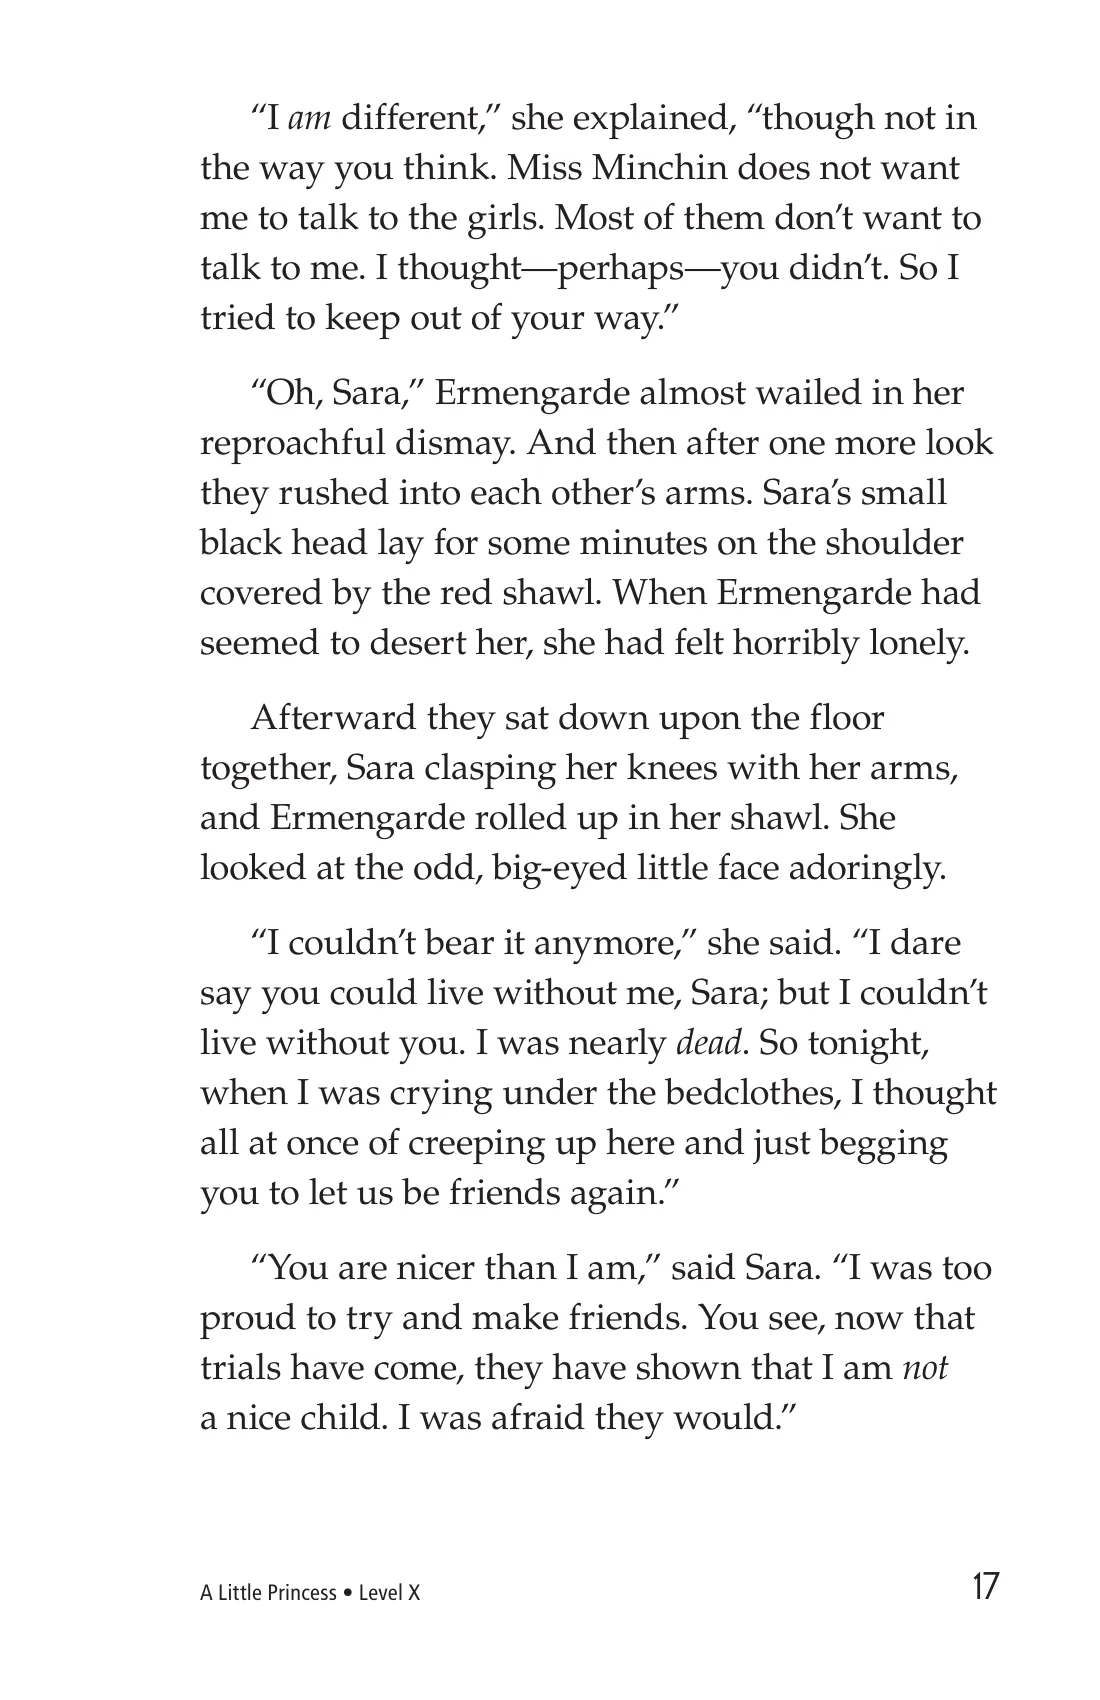 “I am different,” she explained, “though not in
the way you think. Miss Minchin does not want
me to talk to the girls. Most of them don’t want to
talk to me. I thought—perhaps—you didn’t. So I
tried to keep out of your way.”
“Oh, Sara,” Ermengarde almost wailed in her
reproachful dismay. And then after one more look
they rushed into each other’s arms. Sara’s small
black head lay for some minutes on the shoulder
covered by the red shawl. When Ermengarde had
seemed to desert her, she had felt horribly lonely.
Afterward they sat down upon the floor
together, Sara clasping her knees with her arms,
and Ermengarde rolled up in her shawl. She
looked at the odd, big-eyed little face adoringly.
“I couldn’t bear it anymore,” she said. “I dare
say you could live without me, Sara; but I couldn’t
live without you. I was nearly dead. So tonight,
when I was crying under the bedclothes, I thought
all at once of creeping up here and just begging
you to let us be friends again.”
“You are nicer than I am,” said Sara. “I was too
proud to try and make friends. You see, now that
trials have come, they have shown that I am not
a nice child. I was afraid they would.”
A Little Princess • Level X
17